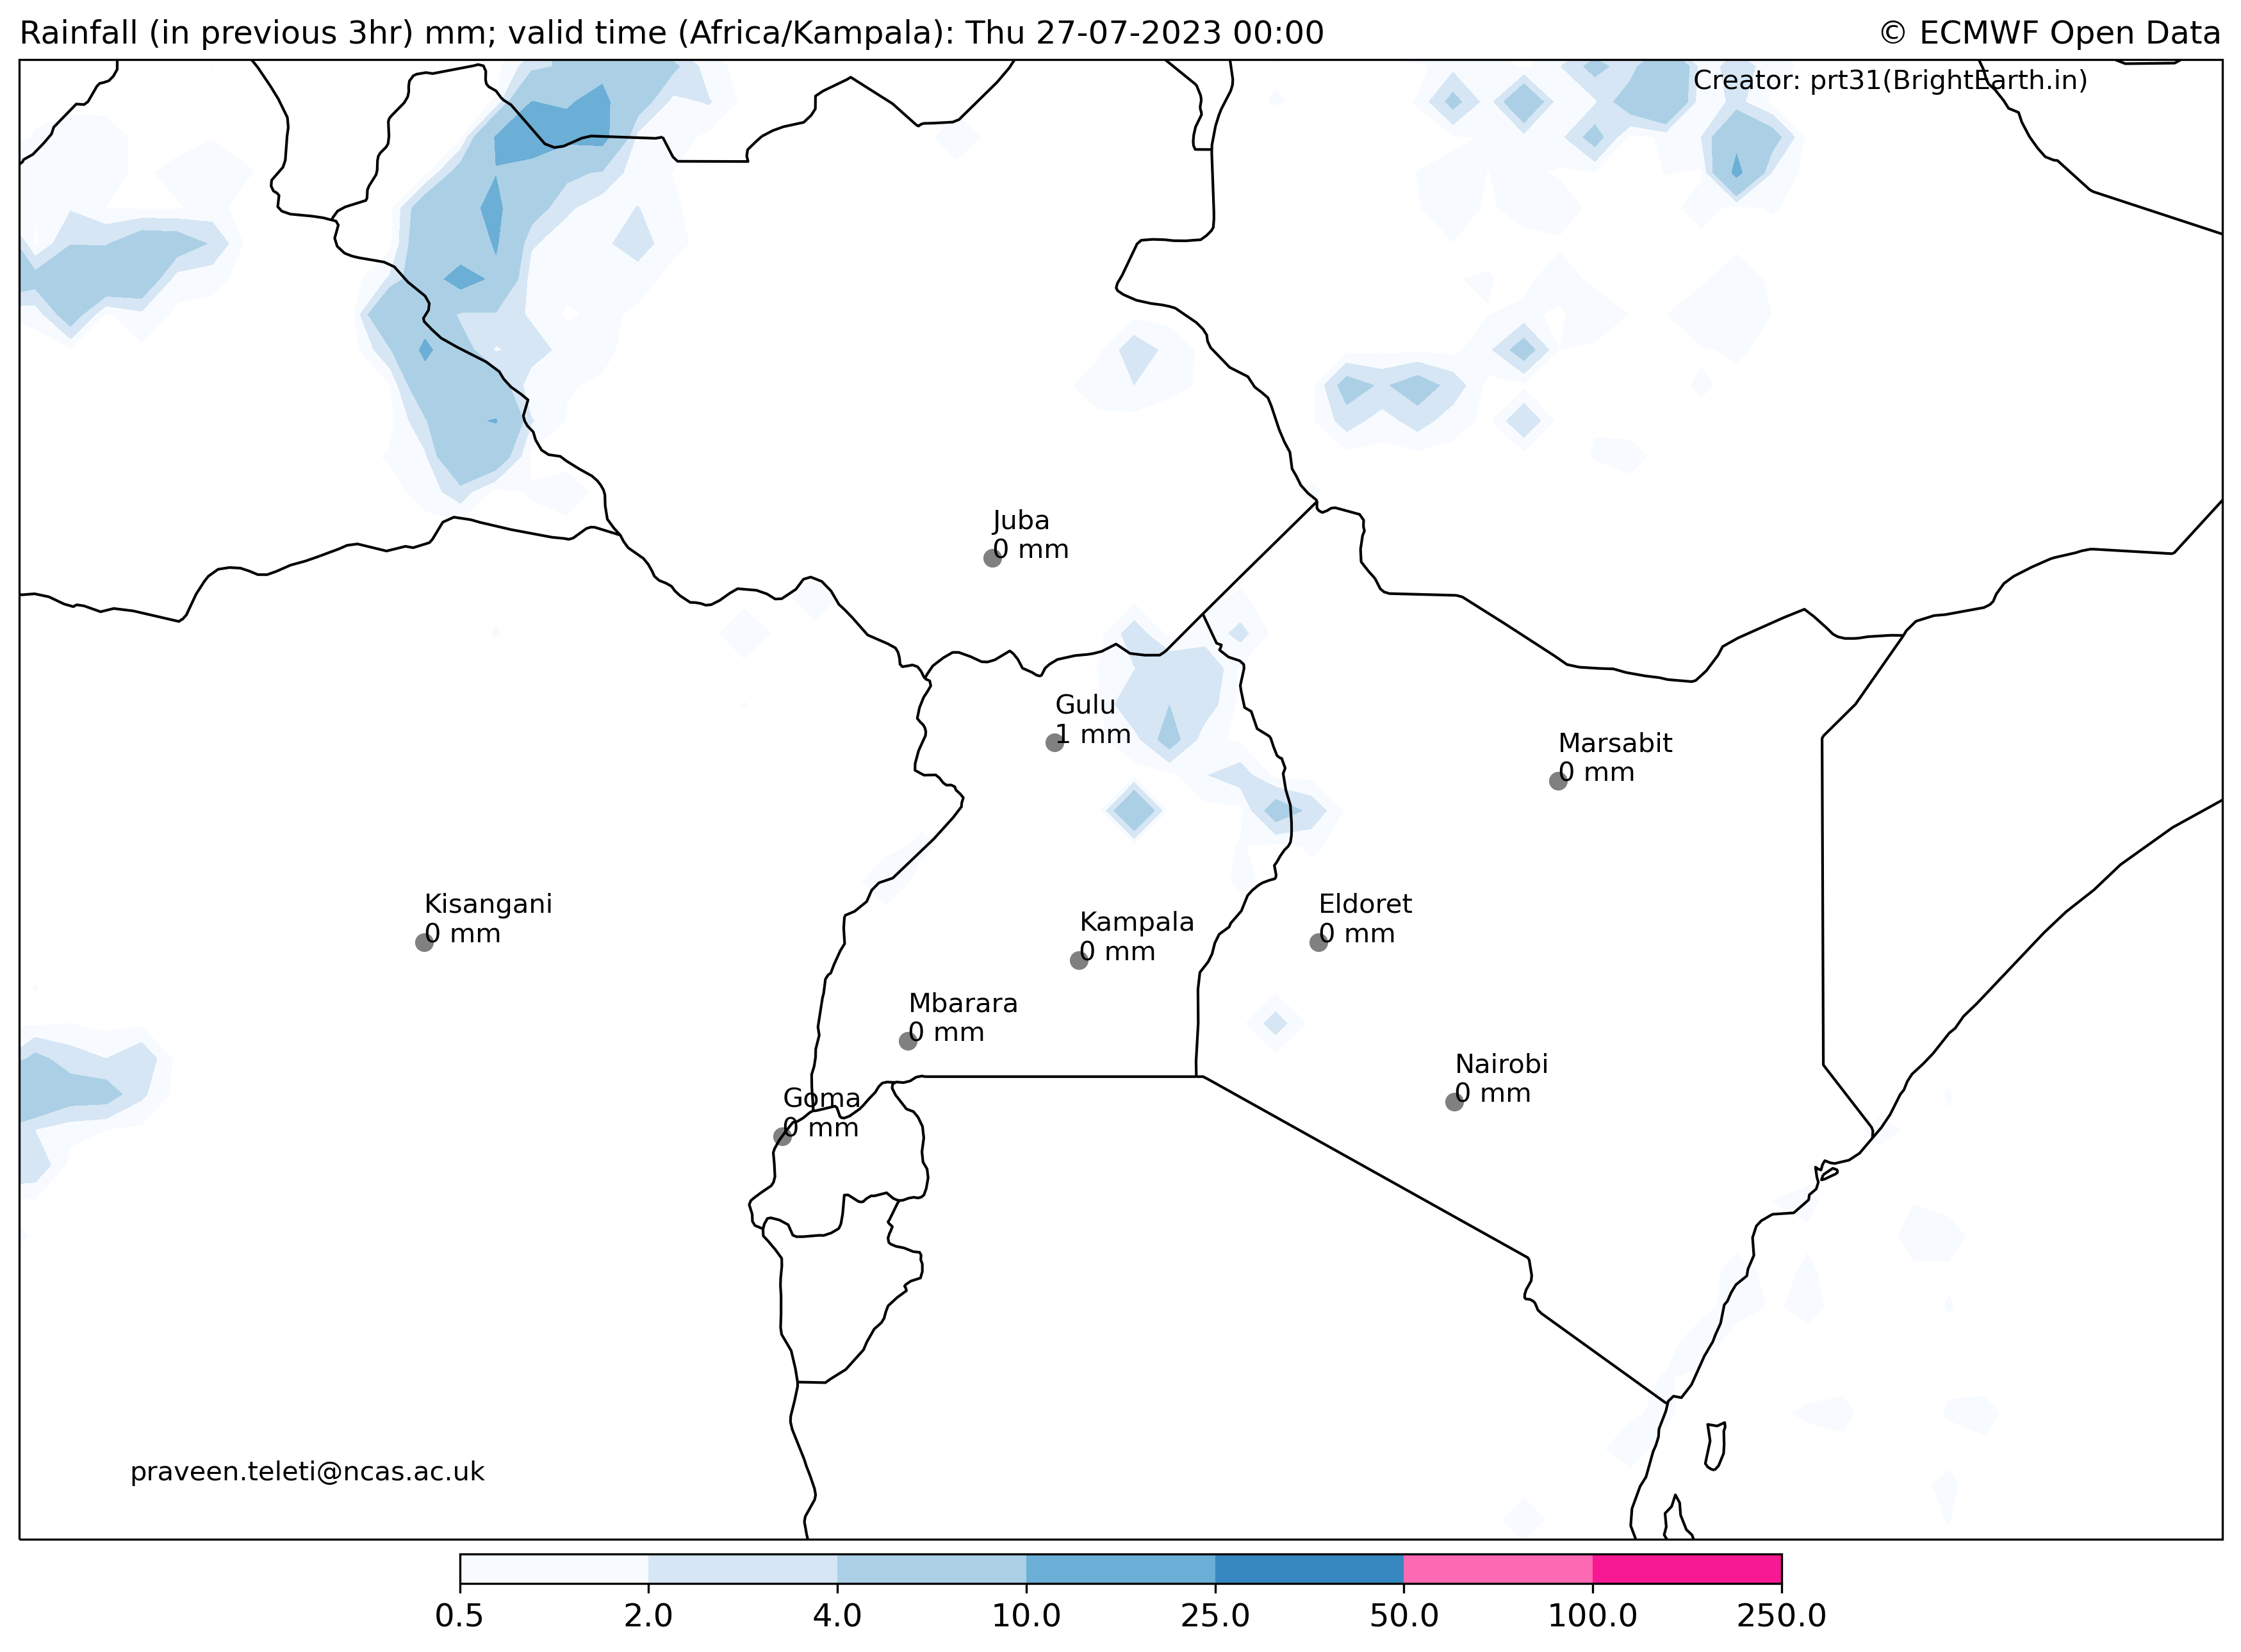 Rainfall (in previous 3hr) mm; valid time (Africa/Kampala): Thu 27-07-2023 00:00
© ECMWF Open Data
Creator: prt31(BrightEarth.in)
Juba
0 mm
Gulu
1 mm
Marsabit
0 mm
Kisangani
0 mm
Kampala
0 mm
Eldoret
0 mm
Mbarara
0 mm
Nairobi
0 mm
Goma
0 mm
praveen.teleti@ncas.ac.uk
0.5 2.0 4.0 10.0 25.0 50.0 100.0 250.0